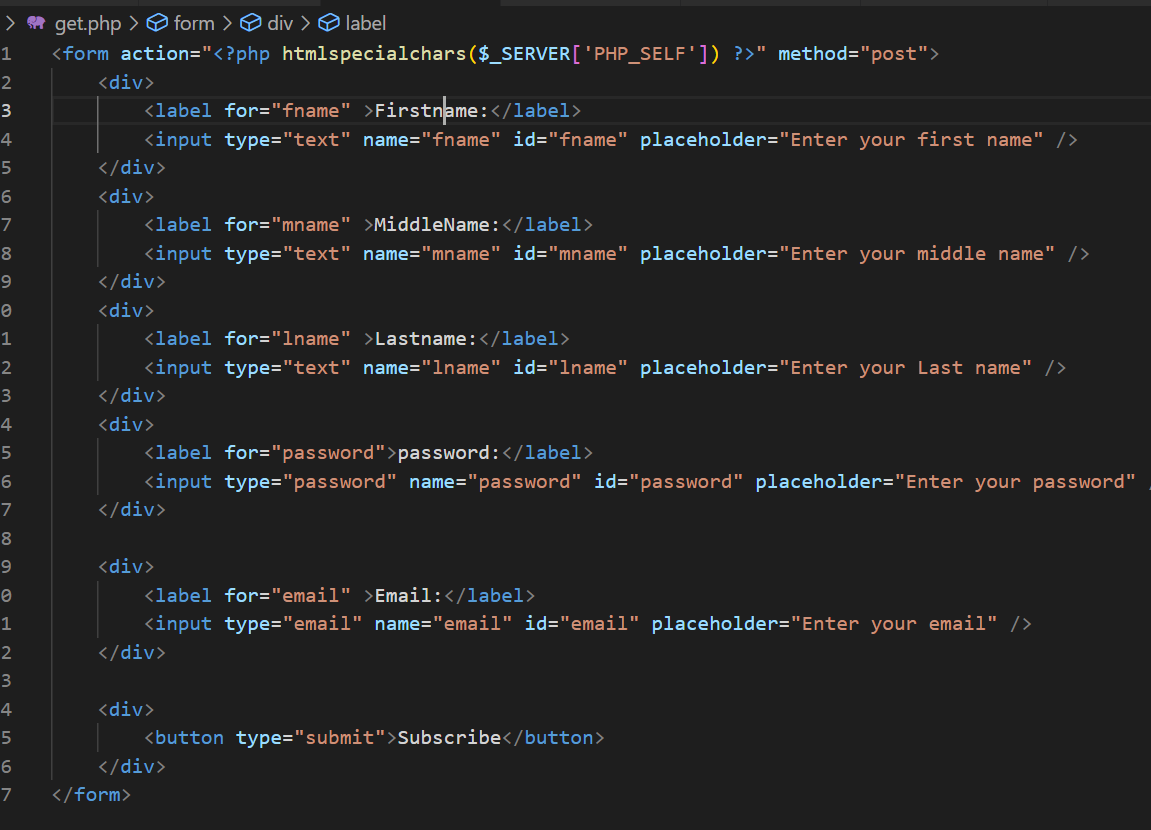 > get.php > form > div > label
1 <form action="<?php htmlspecialchars($_SERVER['PHP_SELF']) ?>" method="post">
2     <div>
3         <label for="fname" >Firstname:</label>
4         <input type="text" name="fname" id="fname" placeholder="Enter your first name" />
5     </div>
6     <div>
7         <label for="mname" >MiddleName:</label>
8         <input type="text" name="mname" id="mname" placeholder="Enter your middle name" />
9     </div>
0     <div>
1         <label for="lname" >Lastname:</label>
2         <input type="text" name="lname" id="lname" placeholder="Enter your Last name" />
3     </div>
4     <div>
5         <label for="password">password:</label>
6         <input type="password" name="password" id="password" placeholder="Enter your password" /
7     </div>
8
9     <div>
0         <label for="email" >Email:</label>
1         <input type="email" name="email" id="email" placeholder="Enter your email" />
2     </div>
3
4     <div>
5         <button type="submit">Subscribe</button>
6     </div>
7 </form>